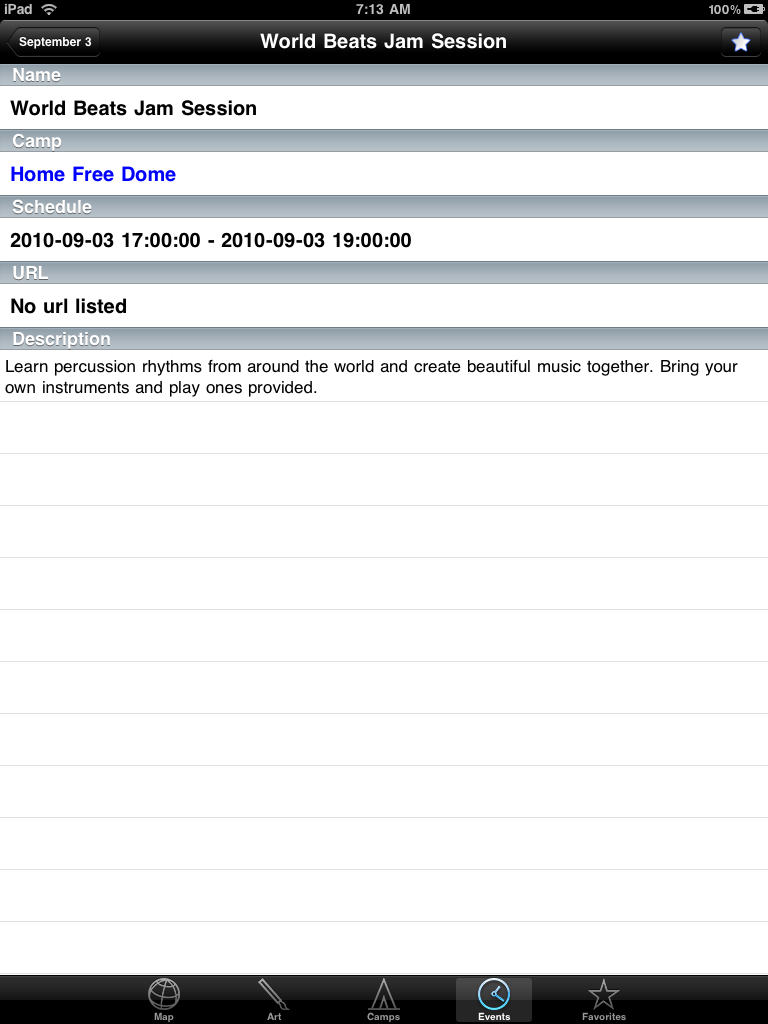 iPad 7:13 AM 100%
September 3 World Beats Jam Session
Name
World Beats Jam Session
Camp
Home Free Dome
Schedule
2010-09-03 17:00:00 - 2010-09-03 19:00:00
URL
No url listed
Description
Learn percussion rhythms from around the world and create beautiful music together. Bring your
own instruments and play ones provided.
Map Art Camps Events Favorites